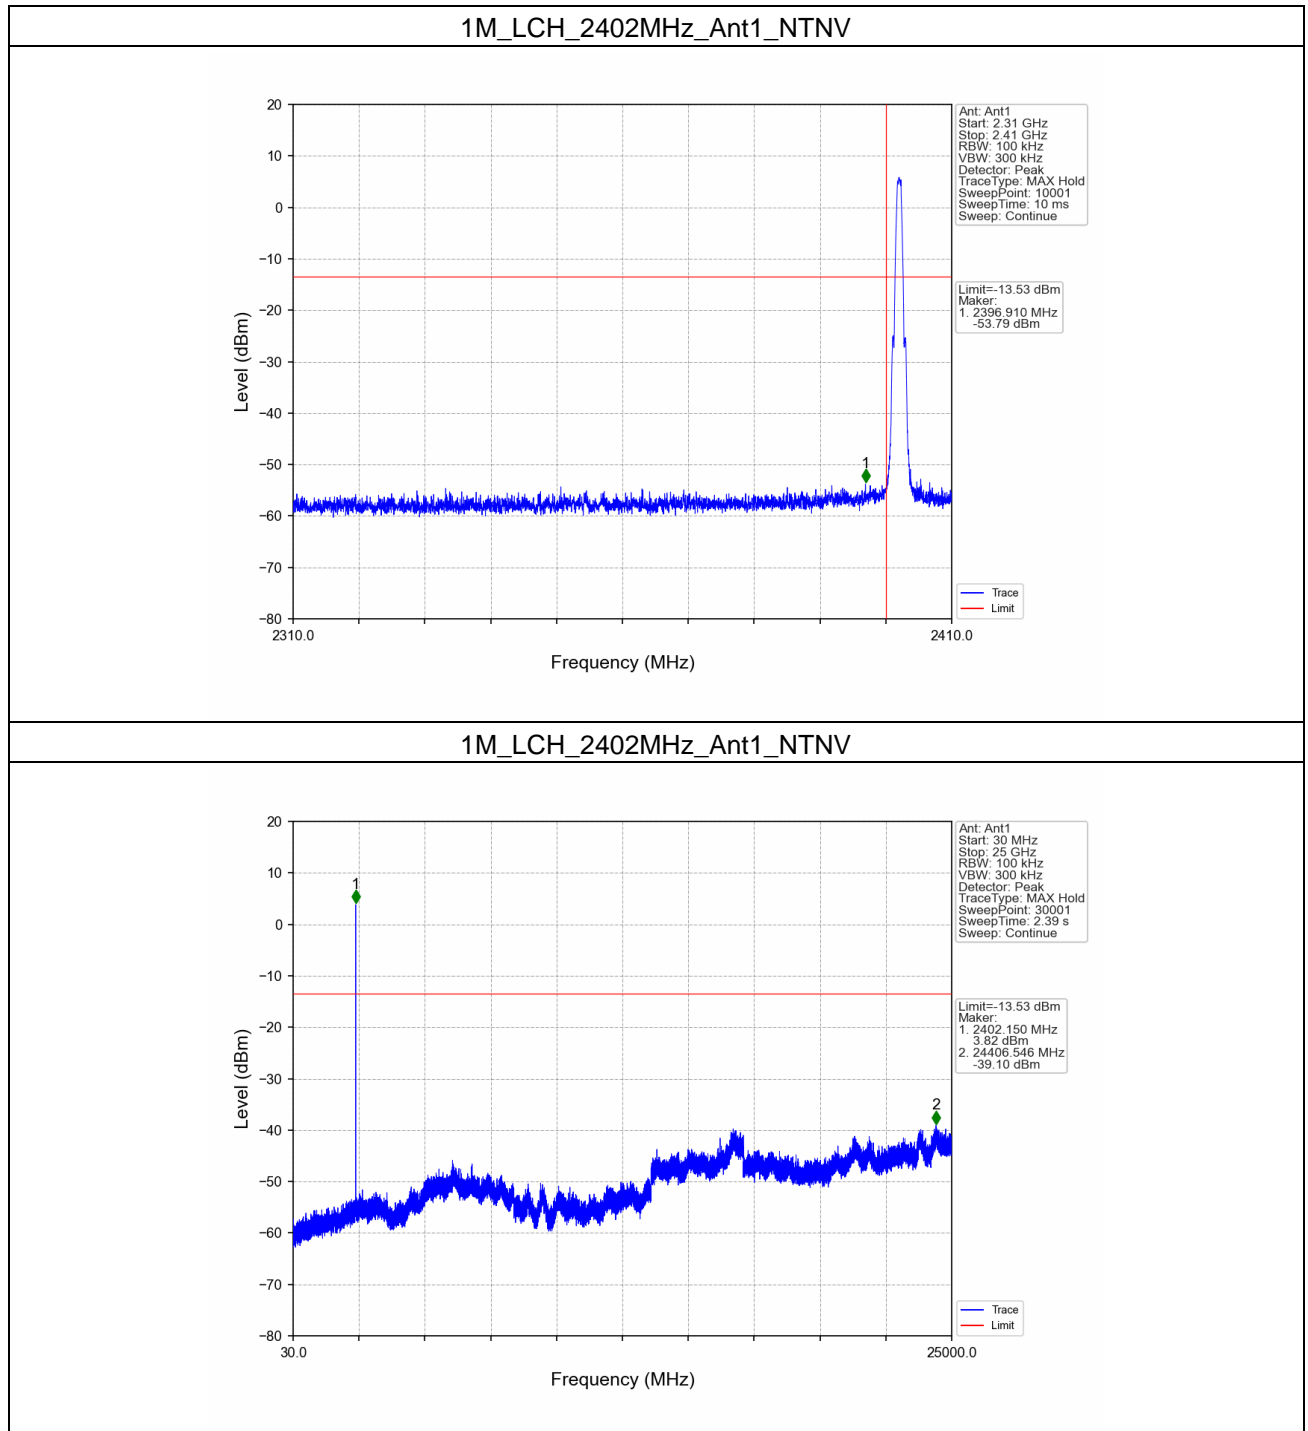 1M_LCH_2402MHz_Ant1_NTNV
20
10
0
−10
−20
−30
−40
−50
−60
−70
−80
Level (dBm)
1
2310.0
2410.0
Frequency (MHz)
Ant: Ant1
Start: 2.31 GHz
Stop: 2.41 GHz
RBW: 100 kHz
VBW: 300 kHz
Detector: Peak
TraceType: MAX Hold
SweepPoint: 10001
SweepTime: 10 ms
Sweep: Continue
Limit=-13.53 dBm
Maker:
1. 2396.910 MHz
-53.79 dBm
Trace
Limit
1M_LCH_2402MHz_Ant1_NTNV
20
10
0
−10
−20
−30
−40
−50
−60
−70
−80
Level (dBm)
1
2
30.0
25000.0
Frequency (MHz)
Ant: Ant1
Start: 30 MHz
Stop: 25 GHz
RBW: 100 kHz
VBW: 300 kHz
Detector: Peak
TraceType: MAX Hold
SweepPoint: 30001
SweepTime: 2.39 s
Sweep: Continue
Limit=-13.53 dBm
Maker:
1. 2402.150 MHz
3.82 dBm
2. 24406.546 MHz
-39.10 dBm
Trace
Limit